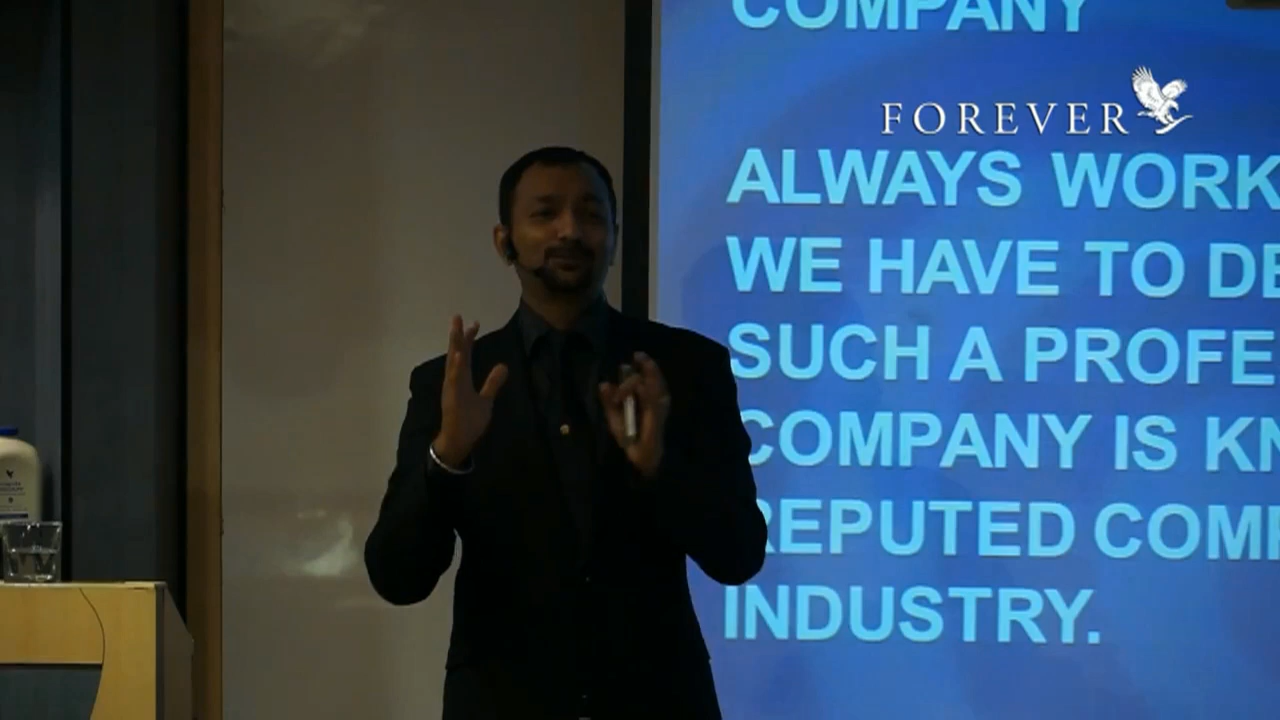 COMPANY
FOREVER
ALWAYS WORK
WE HAVE TO DE
SUCH A PROFE
COMPANY IS KN
REPUTED COM
INDUSTRY.